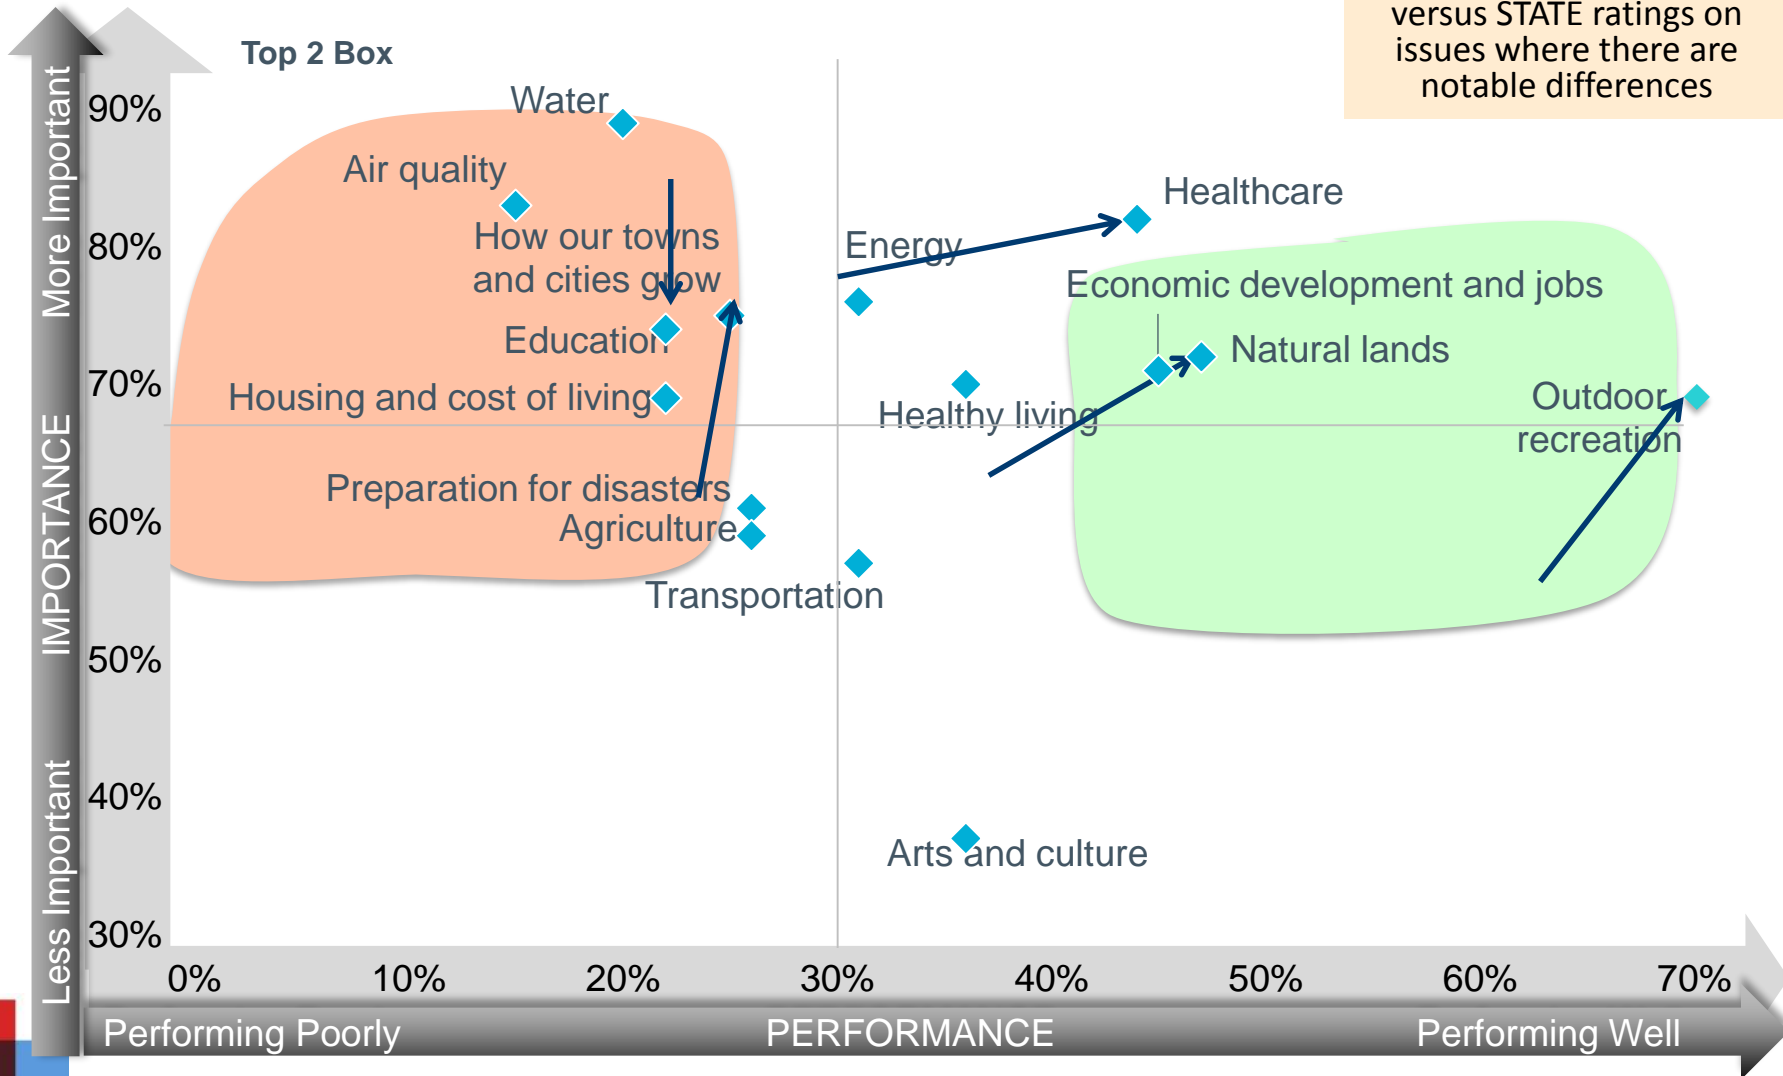 versus STATE ratings on
issues where there are
notable differences
Top 2 Box
More Important
IMPORTANCE
Less Important
90%
80%
70%
60%
50%
40%
30%
Water
Air quality
How our towns
and cities grow
Education
Housing and cost of living
Preparation for disasters
Agriculture
Transportation
Energy
Healthcare
Economic development and jobs
Natural lands
Healthy living
Outdoor
recreation
Arts and culture
0% 10% 20% 30% 40% 50% 60% 70%
Performing Poorly PERFORMANCE Performing Well